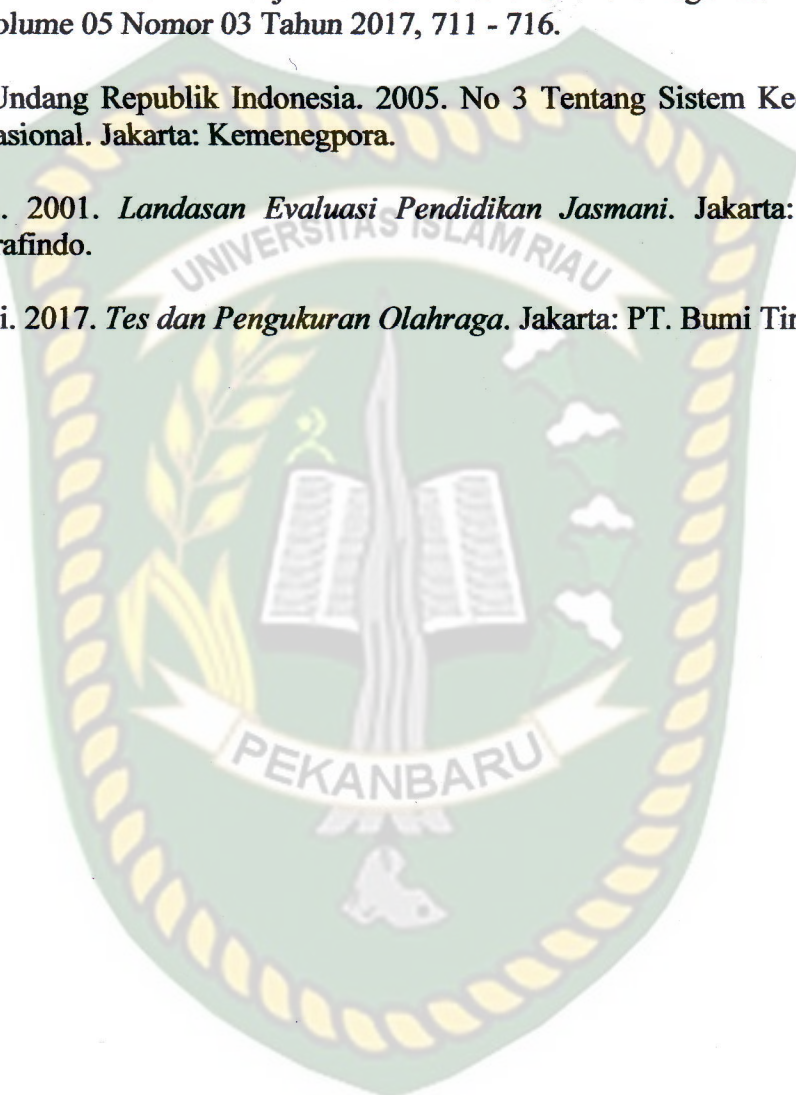 olume 05 Nomor 03 Tahun 2017, 711 - 716.
Undang Republik Indonesia. 2005. No 3 Tentang Sistem Ke
asional. Jakarta: Kemenegpora.
. 2001. Landasan Evaluasi Pendidikan Jasmani. Jakarta:
rafindo.
i. 2017. Tes dan Pengukuran Olahraga. Jakarta: PT. Bumi Tim
UNIVERSITAS ISLAM RIAU
PEKANBARU